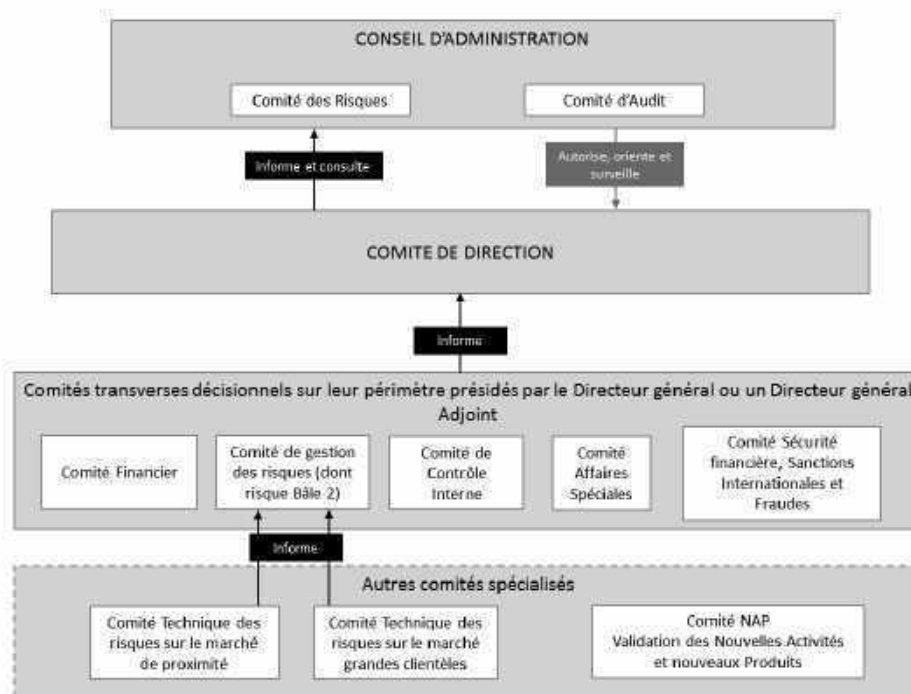 CONSEIL D'ADMINISTRATION
Comité des Risques
Comité d'Audit
Informe et consulte
Autorise, oriente et
surveille
COMITE DE DIRECTION
Informe
Comités transverses décisionnels sur leur périmètre présidés par le Directeur général ou un Directeur général
Adjoint
Comité Financier
Comité de gestion
des risques (dont
risque Bâle 2)
Comité de
Contrôle
Interne
Comité
Affaires
Spéciales
Comité Sécurité
financière, Sanctions
Internationales et
Fraudes
Informe
Autres comités spécialisés
Comité Technique des
risques sur le marché
de proximité
Comité Technique des
risques sur le marché
grandes clientèles
Comité NAP
Validation des Nouvelles Activités
et nouveaux Produits